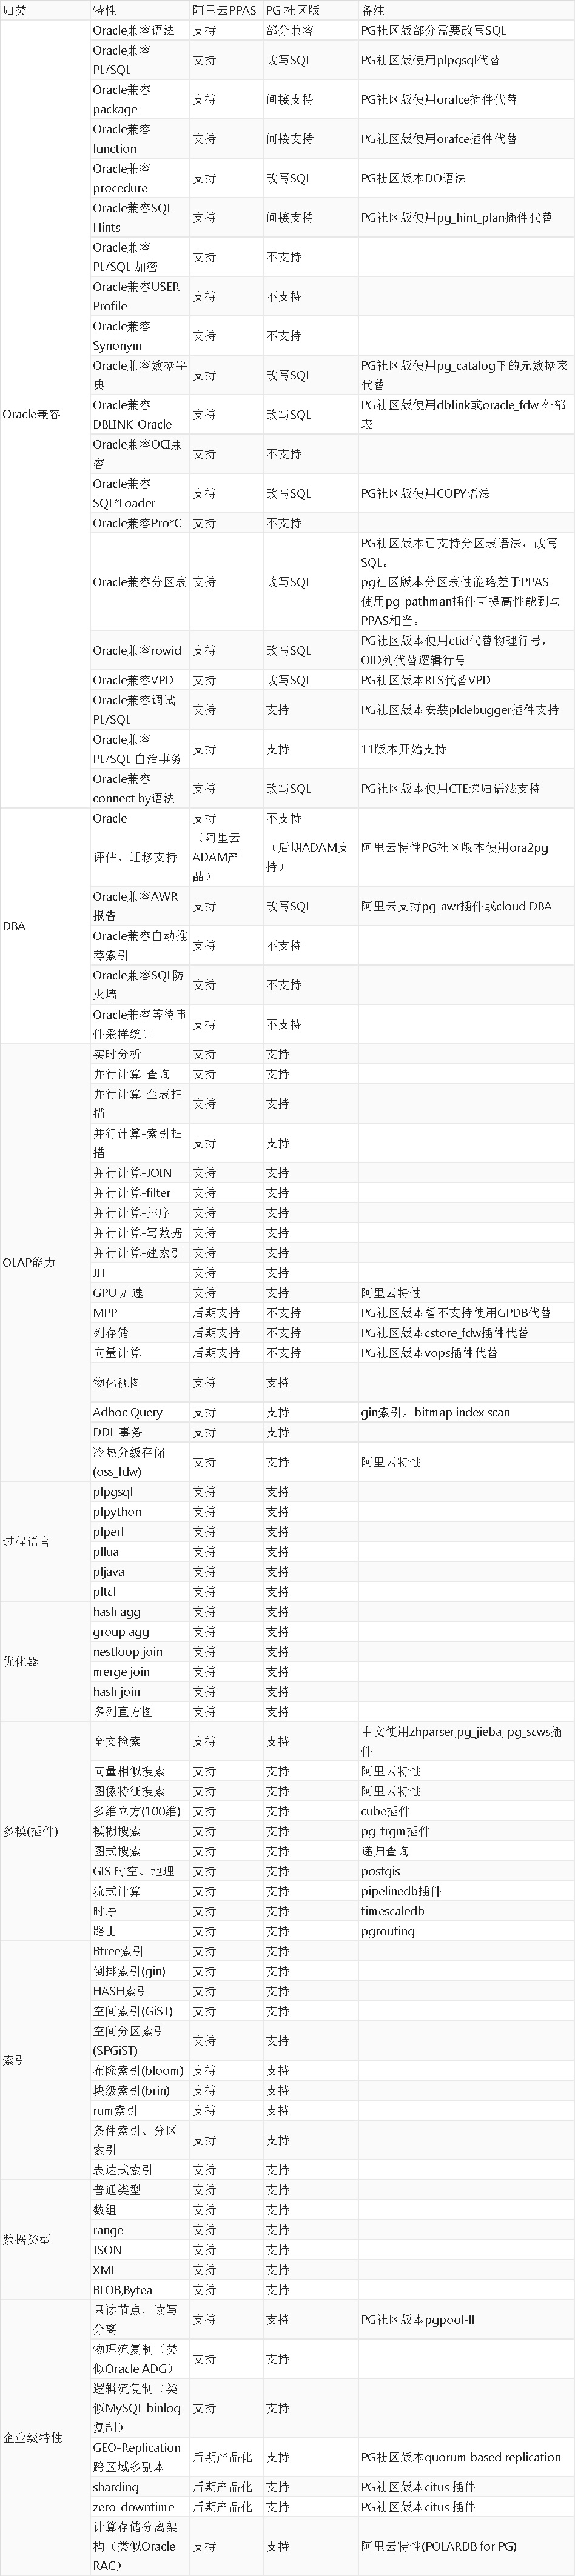 归类 特性 阿里云PPAS PG 社区版 备注
Oracle兼容 Oracle兼容语法 支持 部分兼容 PG社区版部分需要改写SQL
Oracle兼容 PL/SQL 支持 改写SQL PG社区版使用plpgsql代替
Oracle兼容 package 支持 间接支持 PG社区版使用orafce插件代替
Oracle兼容 function 支持 间接支持 PG社区版使用orafce插件代替
Oracle兼容 procedure 支持 改写SQL PG社区版本DO语法
Oracle兼容SQL Hints 支持 间接支持 PG社区版使用pg_hint_plan插件代替
Oracle兼容 PL/SQL 加密 支持 不支持
Oracle兼容USER Profile 支持 不支持
Oracle兼容 Synonym 支持 不支持
Oracle兼容数据字典 支持 改写SQL PG社区版使用pg_catalog下的元数据表代替
Oracle兼容 DBLINK-Oracle 支持 改写SQL PG社区版使用dblink或oracle_fdw 外部表
Oracle兼容OCI兼容 支持 不支持
Oracle兼容 SQL*Loader 支持 改写SQL PG社区版使用COPY语法
Oracle兼容Pro*C 支持 不支持
Oracle兼容分区表 支持 改写SQL PG社区版本已支持分区表语法，改写SQL。
pg社区版本分区表性能略差于PPAS。
使用pg_pathman插件可提高性能到与PPAS相当。
Oracle兼容rowid 支持 改写SQL PG社区版本使用ctid代替物理行号，OID列代替逻辑行号
Oracle兼容VPD 支持 改写SQL PG社区版本RLS代替VPD
Oracle兼容调试 PL/SQL 支持 支持 PG社区版本安装pldebugger插件支持
Oracle兼容 PL/SQL 自治事务 支持 支持 11版本开始支持
Oracle兼容 connect by语法 支持 改写SQL PG社区版本使用CTE递归语法支持
DBA Oracle 评估、迁移支持 支持（阿里云ADAM产品） 不支持（后期ADAM支持） 阿里云特性PG社区版本使用ora2pg
Oracle兼容AWR报告 支持 改写SQL 阿里云支持pg_awr插件或cloud DBA
Oracle兼容自动推荐索引 支持 不支持
Oracle兼容SQL防火墙 支持 不支持
Oracle兼容等待事件采样统计 支持 不支持
OLAP能力 实时分析 支持 支持
并行计算-查询 支持 支持
并行计算-全表扫描 支持 支持
并行计算-索引扫描 支持 支持
并行计算-JOIN 支持 支持
并行计算-filter 支持 支持
并行计算-排序 支持 支持
并行计算-写数据 支持 支持
并行计算-建索引 支持 支持
JIT 支持 支持
GPU 加速 支持 支持 阿里云特性
MPP 后期支持 不支持 PG社区版本暂不支持使用GPDB代替
列存储 后期支持 不支持 PG社区版本cstore_fdw插件代替
向量计算 后期支持 不支持 PG社区版本vops插件代替
物化视图 支持 支持
Adhoc Query 支持 支持 gin索引，bitmap index scan
DDL 事务 支持 支持
冷热分级存储(oss_fdw) 支持 支持 阿里云特性
过程语言 plpgsql 支持 支持
plpython 支持 支持
plperl 支持 支持
pllua 支持 支持
pljava 支持 支持
pltcl 支持 支持
优化器 hash agg 支持 支持
group agg 支持 支持
nestloop join 支持 支持
merge join 支持 支持
hash join 支持 支持
多列直方图 支持 支持
多模(插件) 全文检索 支持 支持 中文使用zhparser,pg_jieba, pg_scws插件
向量相似搜索 支持 支持 阿里云特性
图像特征搜索 支持 支持 阿里云特性
多维立方(100维) 支持 支持 cube插件
模糊搜索 支持 支持 pg_trgm插件
图式搜索 支持 支持 递归查询
GIS 时空、地理 支持 支持 postgis
流式计算 支持 支持 pipelinedb插件
时序 支持 支持 timescaledb
路由 支持 支持 pgrouting
索引 Btree索引 支持 支持
倒排索引(gin) 支持 支持
HASH索引 支持 支持
空间索引(GiST) 支持 支持
空间分区索引(SPGiST) 支持 支持
布隆索引(bloom) 支持 支持
块级索引(brin) 支持 支持
rum索引 支持 支持
条件索引、分区索引 支持 支持
表达式索引 支持 支持
数据类型 普通类型 支持 支持
数组 支持 支持
range 支持 支持
JSON 支持 支持
XML 支持 支持
BLOB,Bytea 支持 支持
企业级特性 只读节点，读写分离 支持 支持 PG社区版本pgpool-II
物理流复制（类似Oracle ADG） 支持 支持
逻辑流复制（类似MySQL binlog复制） 支持 支持
GEO-Replication 跨区域多副本 后期产品化 支持 PG社区版本quorum based replication
sharding 后期产品化 支持 PG社区版本citus 插件
zero-downtime 后期产品化 支持 PG社区版本citus 插件
计算存储分离架构（类似Oracle RAC） 支持 支持 阿里云特性(POLARDB for PG)